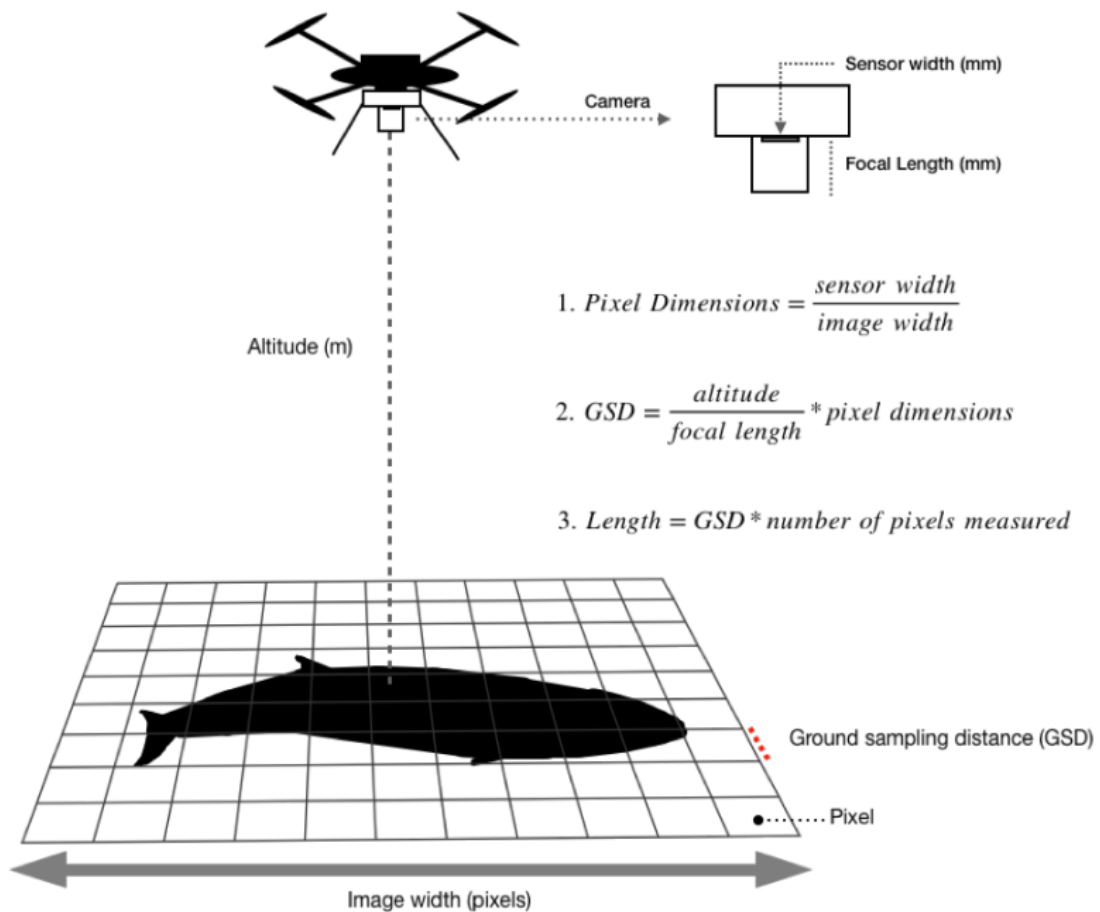 Sensor width (mm)
Camera
Focal Length (mm)
1. Pixel Dimensions = sensor width / image width
Altitude (m)
2. GSD = altitude / focal length * pixel dimensions
3. Length = GSD * number of pixels measured
Ground sampling distance (GSD)
Pixel
Image width (pixels)